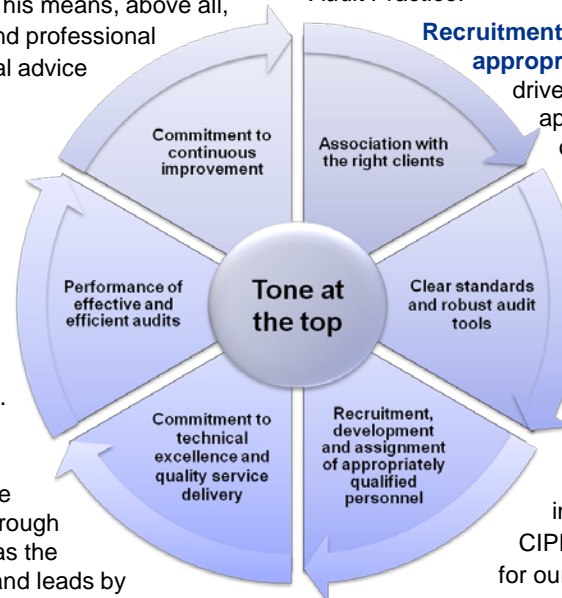 his means, above all,
nd professional
al advice
Audit Practice.
Recruitment
appropr
drive
ap
Commitment to
continuous
improvement
Association with
the right clients
Clear standards
and robust audit
tools
Recruitment,
development
and assignment
of appropriately
qualified
personnel
Commitment to
technical
excellence and
quality service
delivery
Performance of
effective and
efficient audits
Tone at
the top
.
e
rough
as the
and leads by
in
CIPF
for our